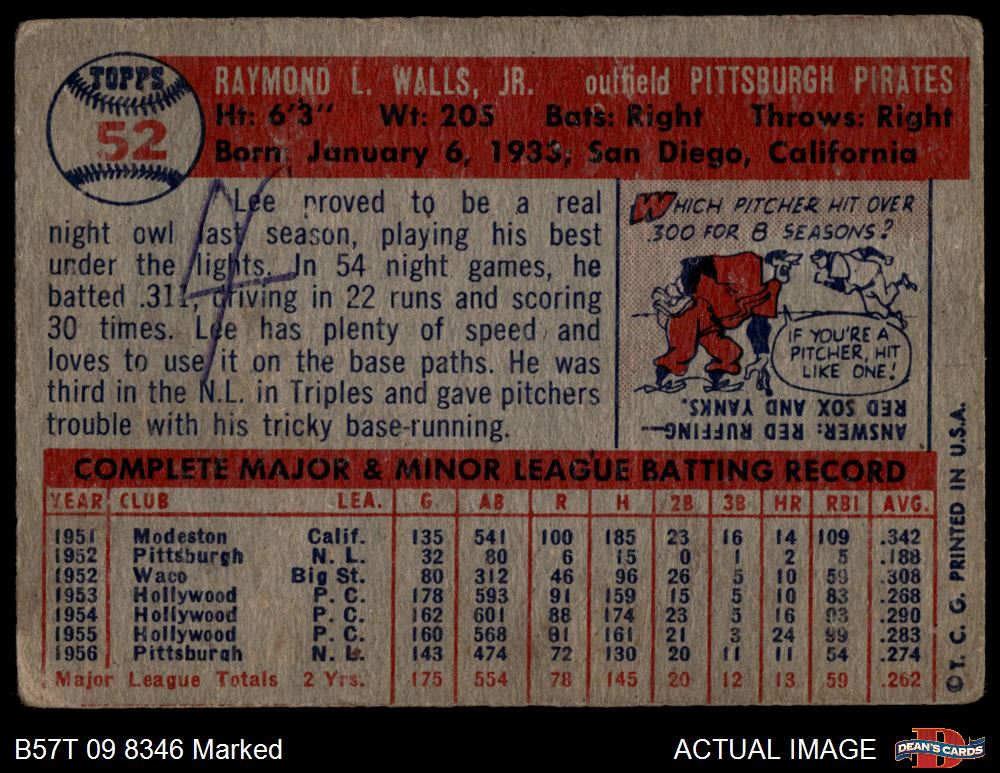 TOPPS
52
RAYMOND L. WALLS, JR. outfield PITTSBURGH PIRATES
Ht: 6'3" Wt: 205 Bats: Right Throws: Right
Born: January 6, 1933; San Diego, California
Lee proved to be a real
night owl last season, playing his best
under the lights. In 54 night games, he
batted .311, driving in 22 runs and scoring
30 times. Lee has plenty of speed and
loves to use it on the base paths. He was
third in the N.L. in Triples and gave pitchers
trouble with his tricky base-running.
WHICH PITCHER HIT OVER
.300 FOR 8 SEASONS?
IF YOU'RE A
PITCHER, HIT
LIKE ONE!
ANSWER: RED RUFFING—
RED SOX AND YANKS.
COMPLETE MAJOR & MINOR LEAGUE BATTING RECORD
YEAR CLUB LEA. G AB R H 2B 3B HR RBI AVG.
1951 Modeston Calif. 135 541 100 185 23 16 14 109 .342
1952 Pittsburgh N. L. 32 80 6 15 0 1 2 5 .188
1952 Waco Big St. 80 312 46 96 26 5 10 59 .308
1953 Hollywood P. C. 178 593 91 159 15 5 10 83 .268
1954 Hollywood P. C. 162 601 88 174 23 5 16 93 .290
1955 Hollywood P. C. 160 568 91 161 21 3 24 99 .283
1956 Pittsburgh N. L. 143 474 72 130 20 11 11 54 .274
Major League Totals 2 Yrs. 175 554 78 145 20 12 13 59 .262
© T. C. G. PRINTED IN U.S.A.
B57T 09 8346 Marked
ACTUAL IMAGE
DEAN'S CARDS